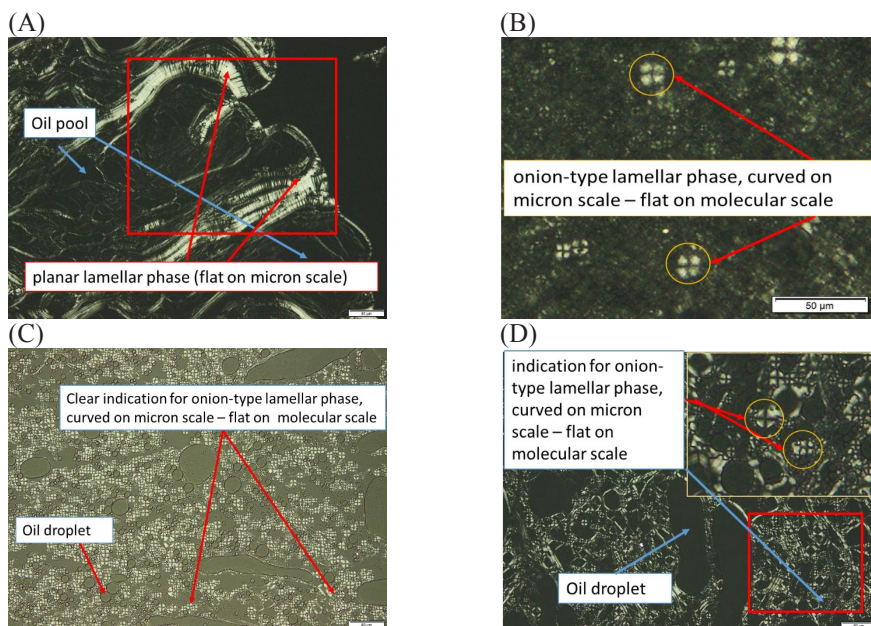 (A)
Oil pool
planar lamellar phase (flat on micron scale)
(B)
onion-type lamellar phase, curved on
micron scale – flat on molecular scale
50 µm
(C)
Clear indication for onion-type lamellar phase,
curved on micron scale – flat on molecular scale
Oil droplet
(D)
indication for onion-
type lamellar phase,
curved on micron
scale – flat on
molecular scale
Oil droplet